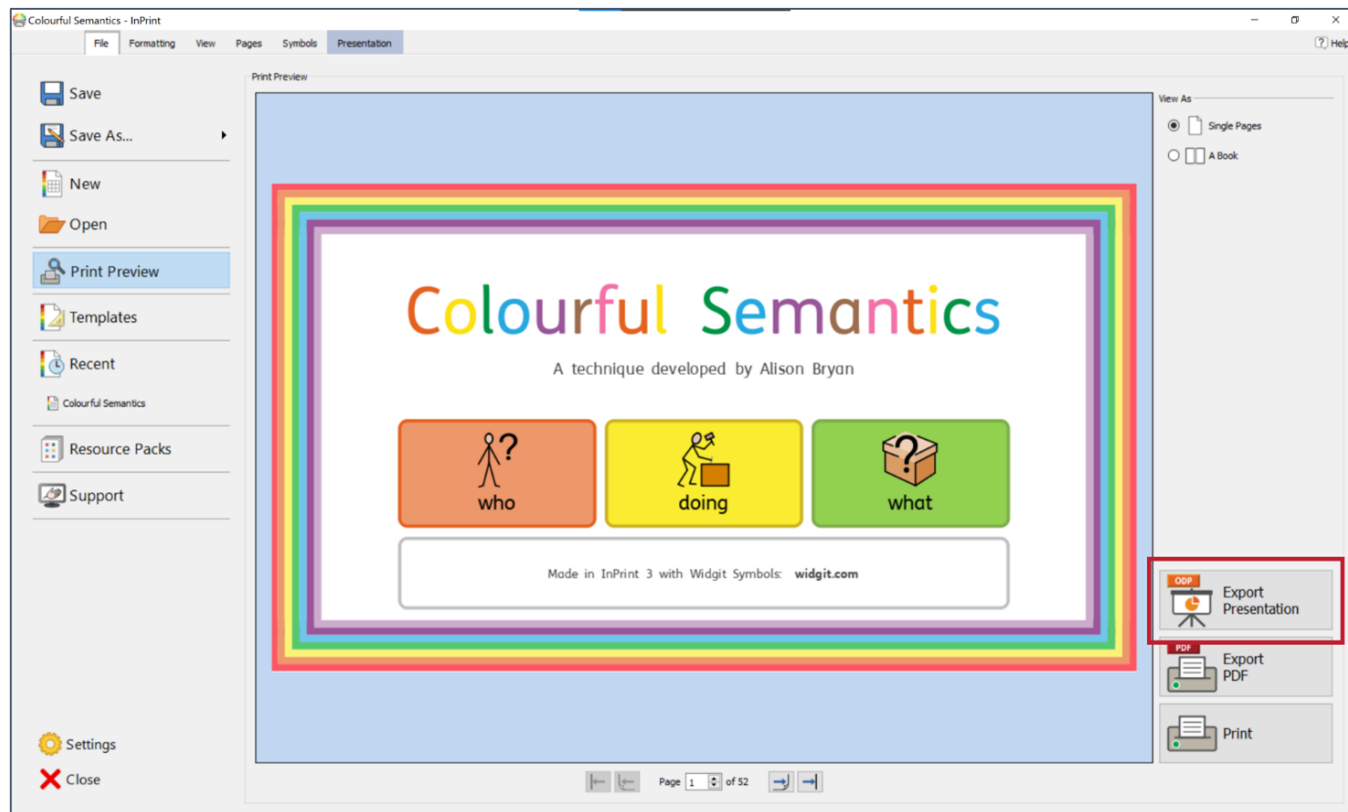 Colourful Semantics - InPrint
File Formatting View Pages Symbols Presentation
? Help
Save
Save As...
New
Open
Print Preview
Templates
Recent
Colourful Semantics
Resource Packs
Support
Settings
Close
Print Preview
Colourful Semantics
A technique developed by Alison Bryan
?
who
doing
?
what
Made in InPrint 3 with Widgit Symbols: widgit.com
Page 1 of 52
View As
Single Pages
A Book
ODP
Export
Presentation
PDF
Export
PDF
Print